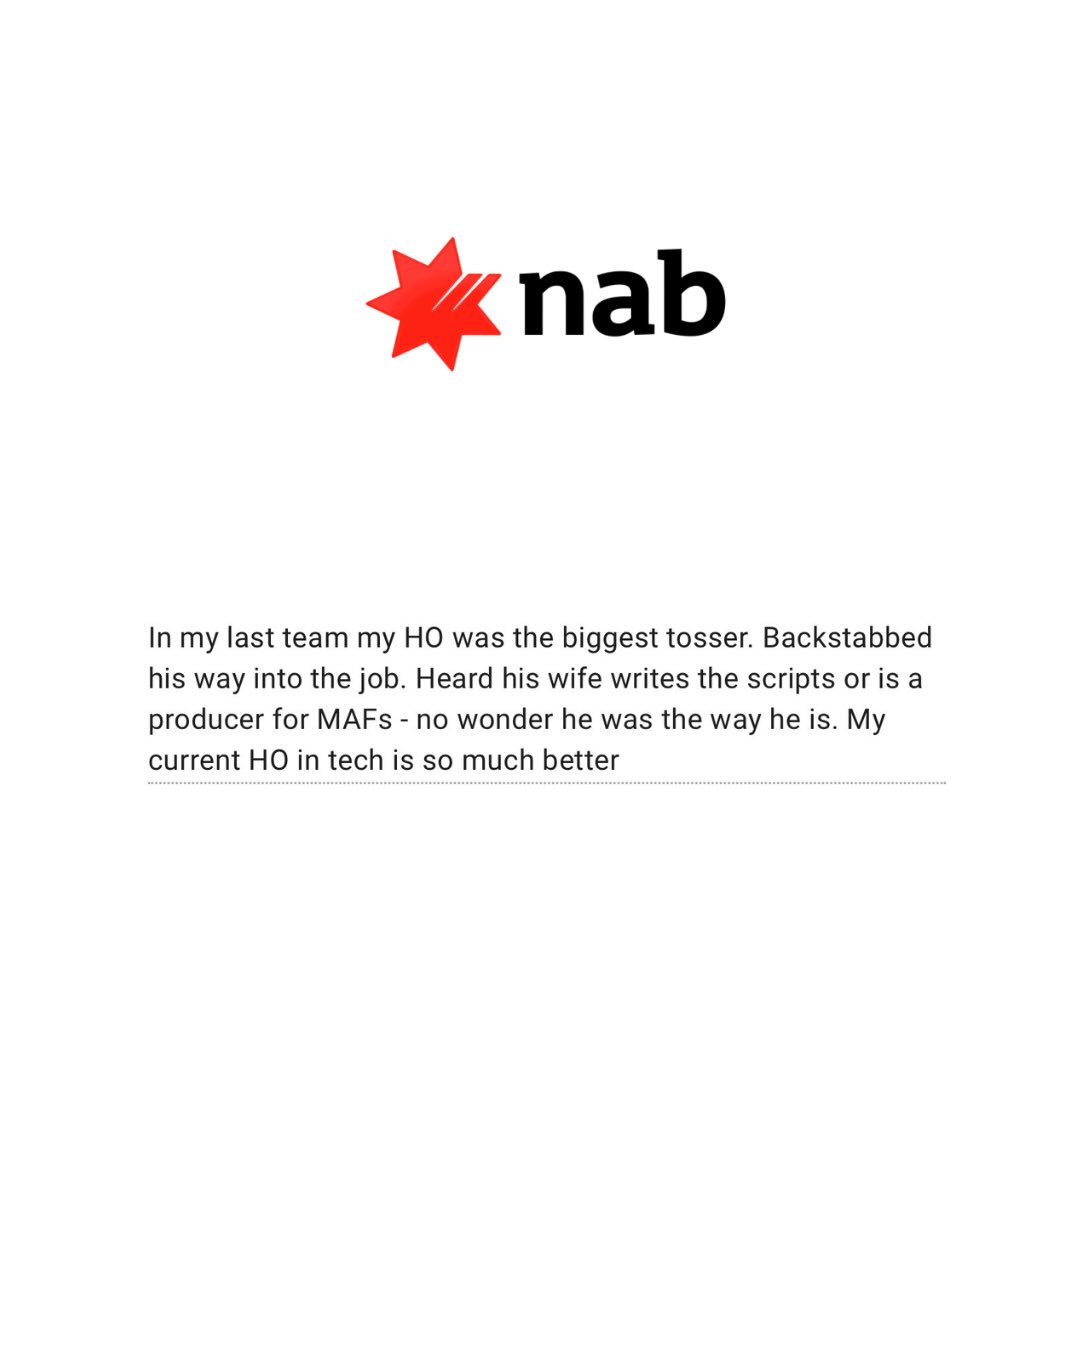 nab
In my last team my HO was the biggest tosser. Backstabbed
his way into the job. Heard his wife writes the scripts or is a
producer for MAFs - no wonder he was the way he is. My
current HO in tech is so much better